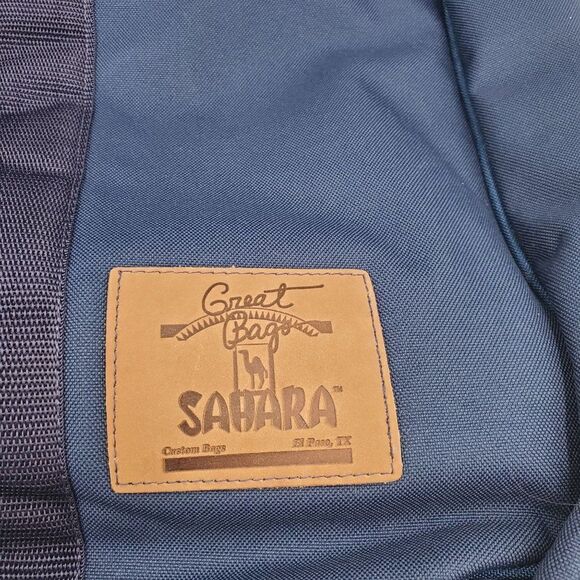 Great
Bags
SAHARA™
Custom Bags El Paso, TX